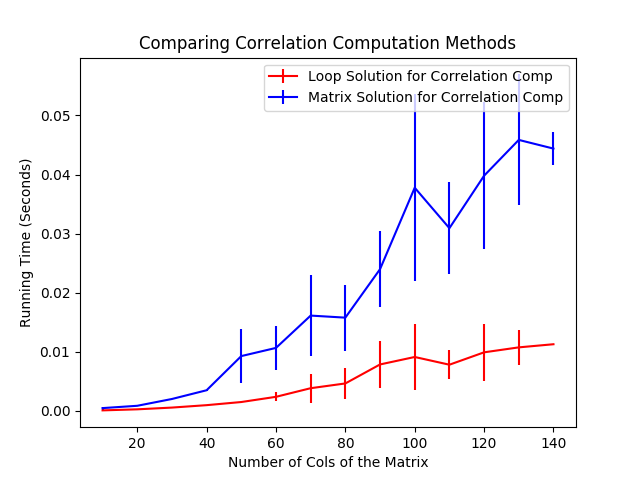 Comparing Correlation Computation Methods
Loop Solution for Correlation Comp
Matrix Solution for Correlation Comp
Running Time (Seconds)
0.05
0.04
0.03
0.02
0.01
0.00
20 40 60 80 100 120 140
Number of Cols of the Matrix